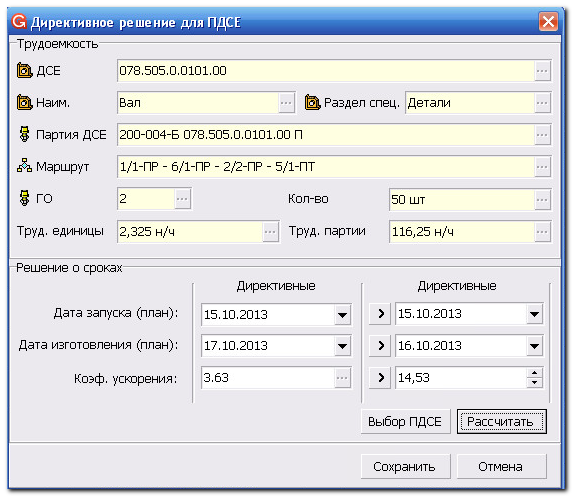 Директивное решение для ПДСЕ
Трудоемкость
ДСЕ 078.505.0.0101.00 ...
Наим. Вал ... Раздел спец. Детали ...
Партия ДСЕ 200-004-Б 078.505.0.0101.00 П ...
Маршрут 1/1-ПР - 6/1-ПР - 2/2-ПР - 5/1-ПТ ...
ГО 2 ... Кол-во 50 шт ...
Труд. единицы 2,325 н/ч ... Труд. партии 116,25 н/ч ...
Решение о сроках
Директивные Директивные
Дата запуска (план): 15.10.2013 > 15.10.2013
Дата изготовления (план): 17.10.2013 > 16.10.2013
Коэф. ускорения: 3.63 ... > 14,53
Выбор ПДСЕ Рассчитать
Сохранить Отмена